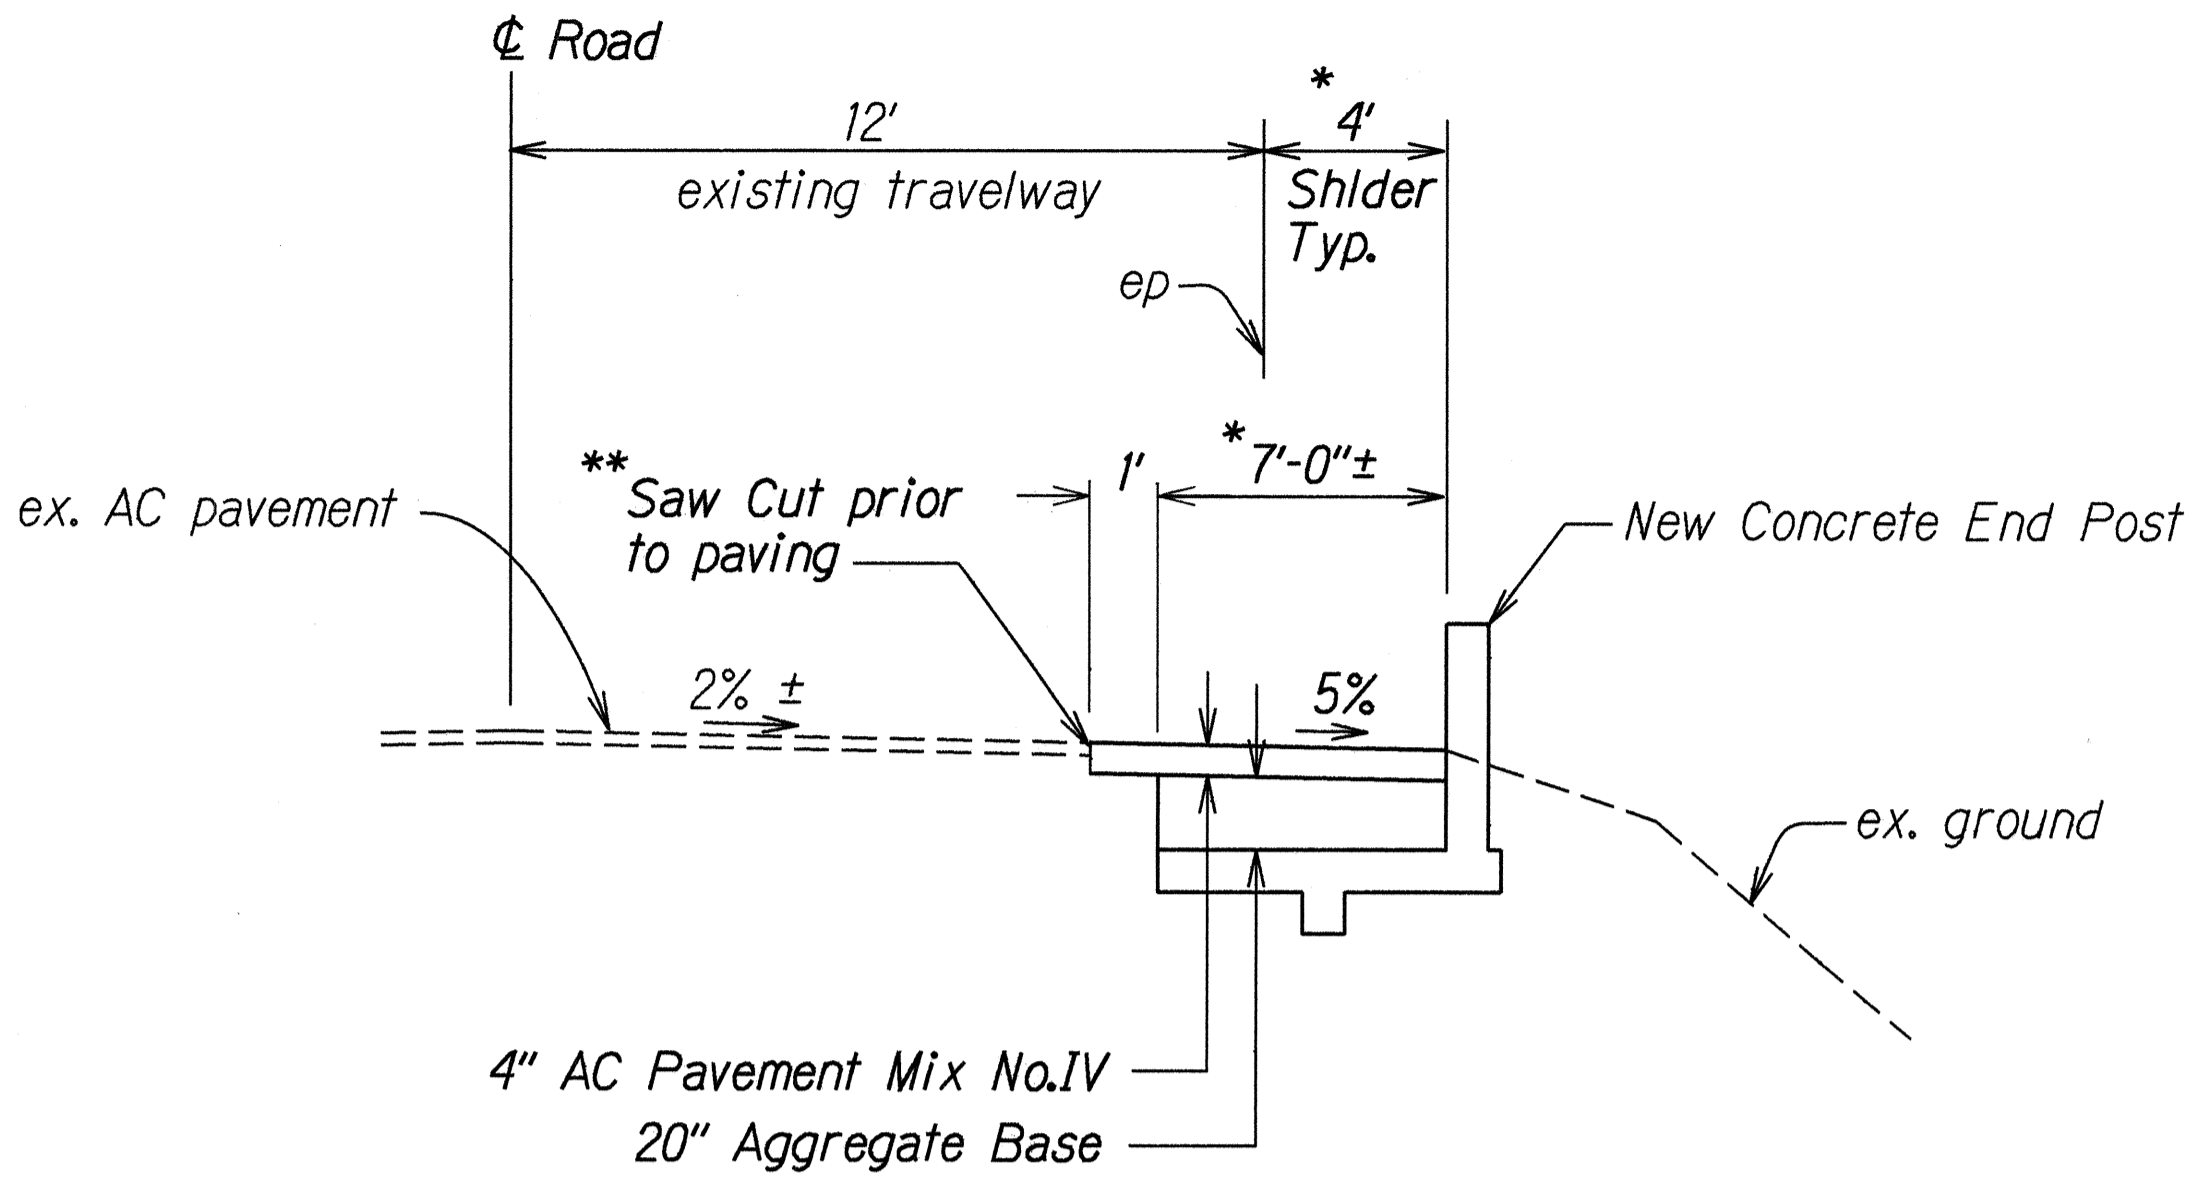 ℄ Road
12'
existing travelway
*
4'
Shlder
Typ.
ep
**
Saw Cut prior
to paving
1'
*
7'-0"±
ex. AC pavement
New Concrete End Post
2% ±
5%
ex. ground
4" AC Pavement Mix No.IV
20" Aggregate Base